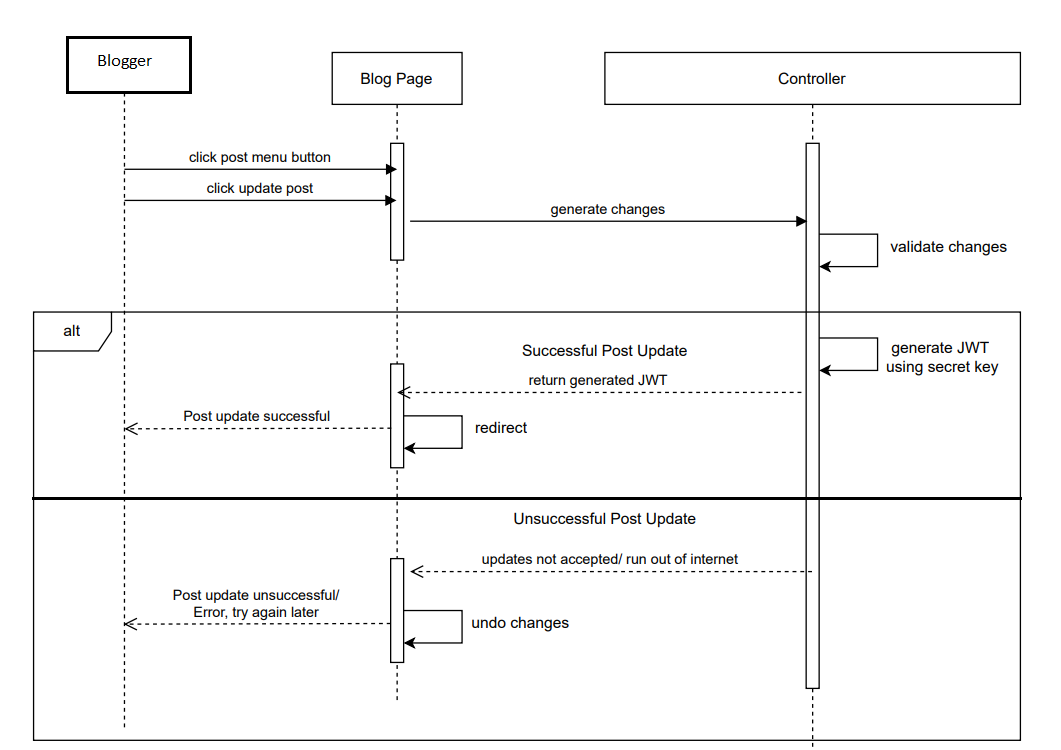 Blogger
Blog Page
Controller
click post menu button
click update post
generate changes
validate changes
alt
Successful Post Update
generate JWT
using secret key
return generated JWT
Post update successful
redirect
Unsuccessful Post Update
updates not accepted/ run out of internet
Post update unsuccessful/
Error, try again later
undo changes